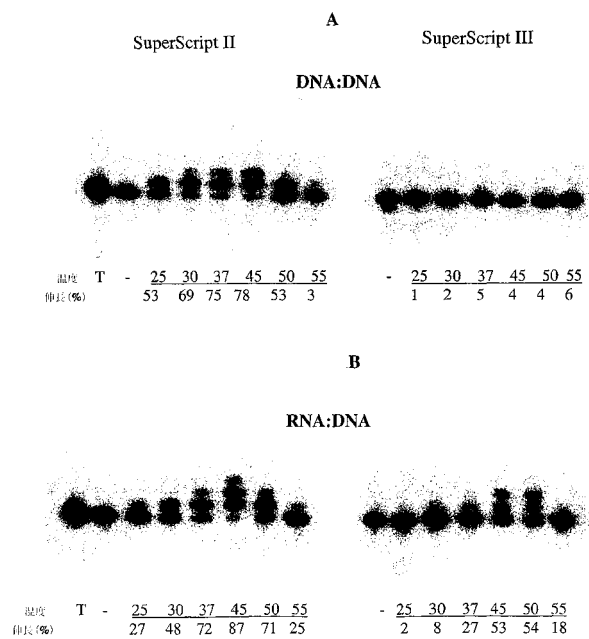 A
SuperScript II
SuperScript III
DNA:DNA
温度 T - 25 30 37 45 50 55
伸長(%) 53 69 75 78 53 3
- 25 30 37 45 50 55
1 2 5 4 4 6
B
RNA:DNA
温度 T - 25 30 37 45 50 55
伸長(%) 27 48 72 87 71 25
- 25 30 37 45 50 55
2 8 27 53 54 18